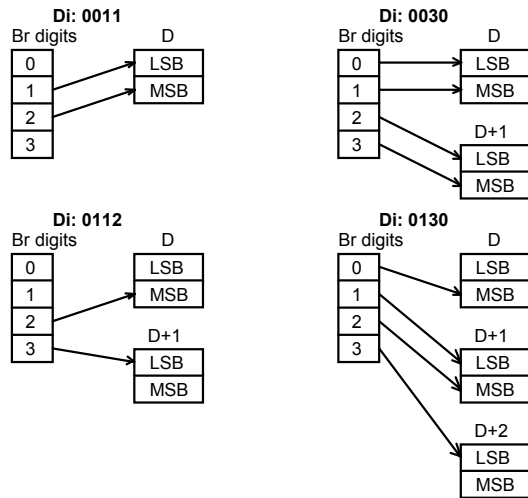 Di: 0011
Br digits D
0 LSB
1 MSB
2
3
Di: 0030
Br digits D
0 LSB
1 MSB
2
3
D+1
LSB
MSB
Di: 0112
Br digits D
0 LSB
1 MSB
2
3
D+1
LSB
MSB
Di: 0130
Br digits D
0 LSB
1 MSB
2
3
D+1
LSB
MSB
D+2
LSB
MSB